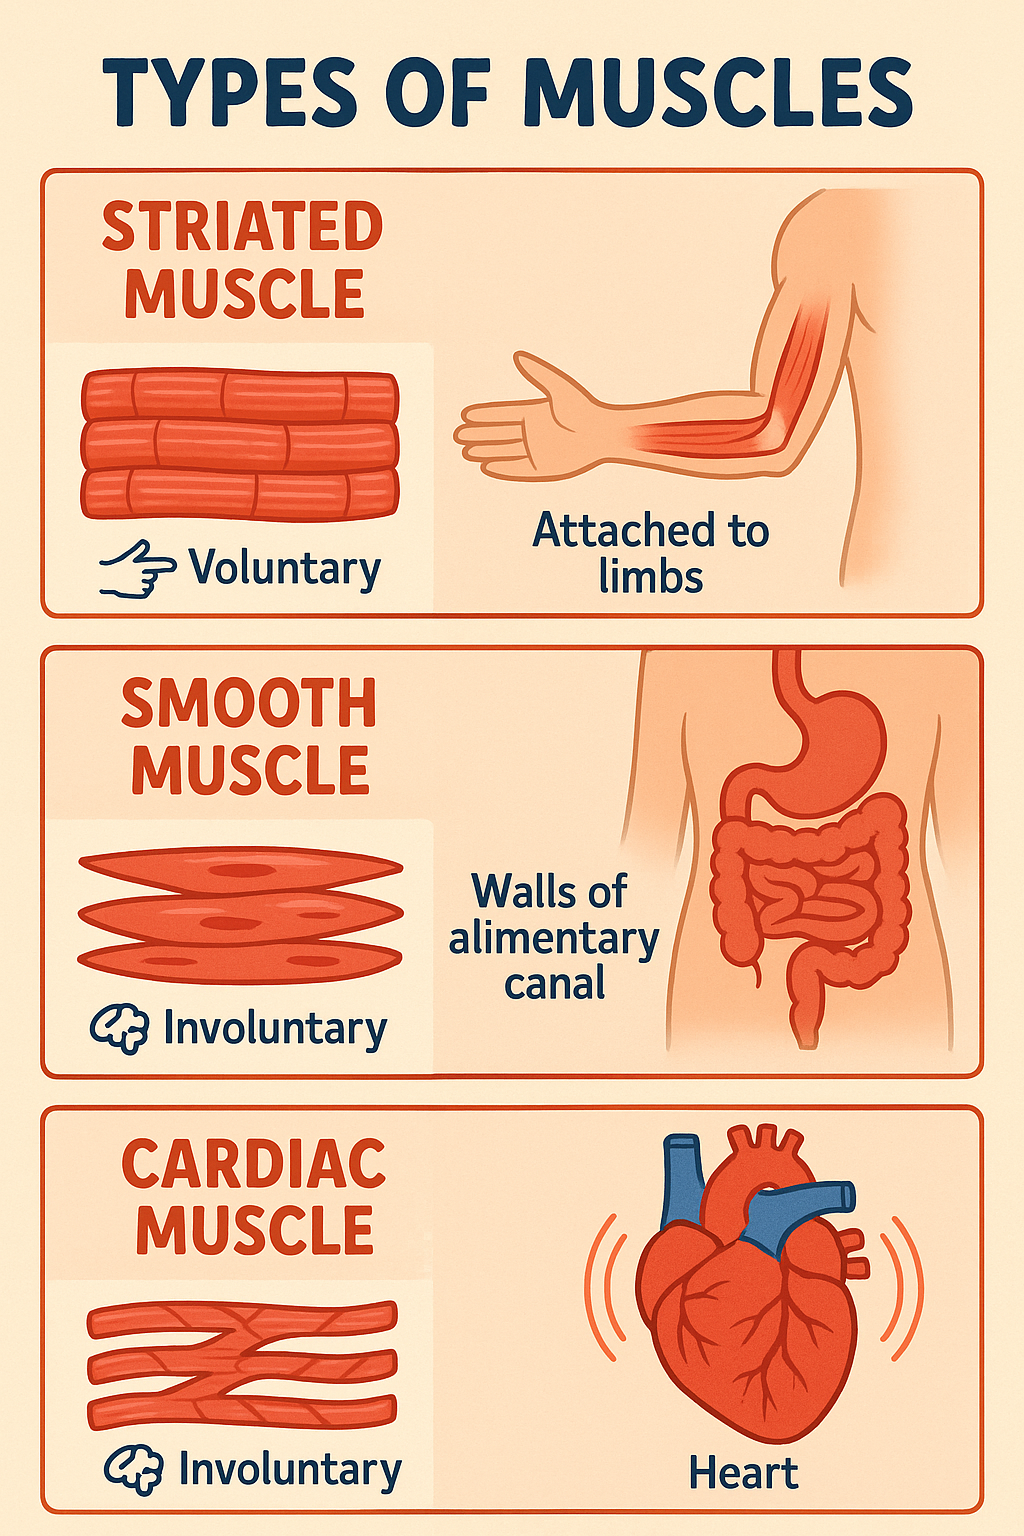 TYPES OF MUSCLES
STRIATED
MUSCLE
Voluntary
Attached to
limbs
SMOOTH
MUSCLE
Involuntary
Walls of
alimentary
canal
CARDIAC
MUSCLE
Involuntary
Heart